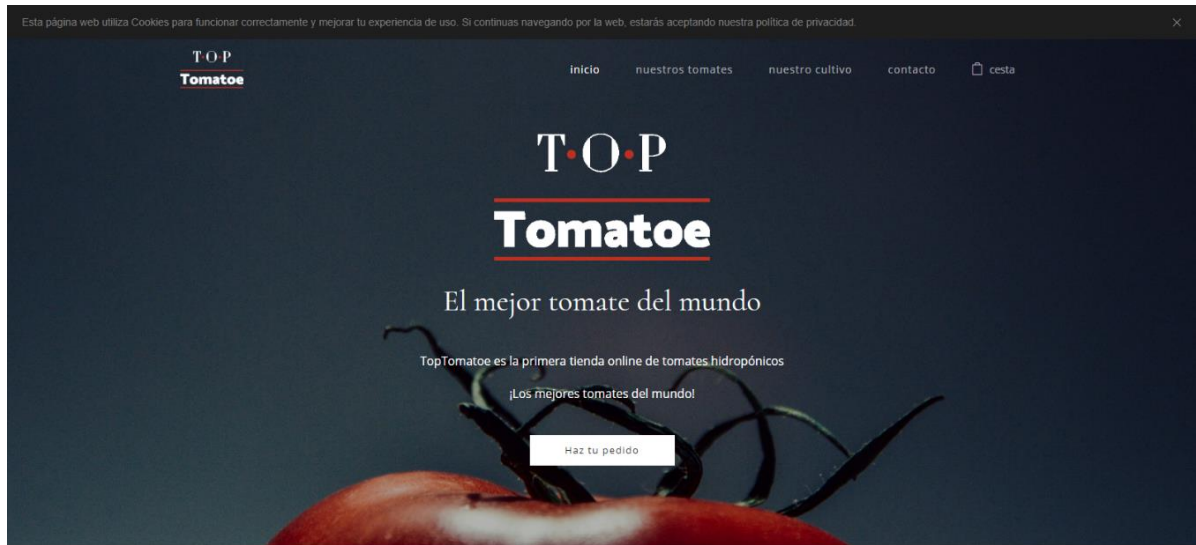 Esta página web utiliza Cookies para funcionar correctamente y mejorar tu experiencia de uso. Si continuas navegando por la web, estarás aceptando nuestra política de privacidad.
T·O·P
Tomatoe
inicio nuestros tomates nuestro cultivo contacto cesta
T·O·P
Tomatoe
El mejor tomate del mundo
TopTomatoe es la primera tienda online de tomates hidropónicos
¡Los mejores tomates del mundo!
Haz tu pedido